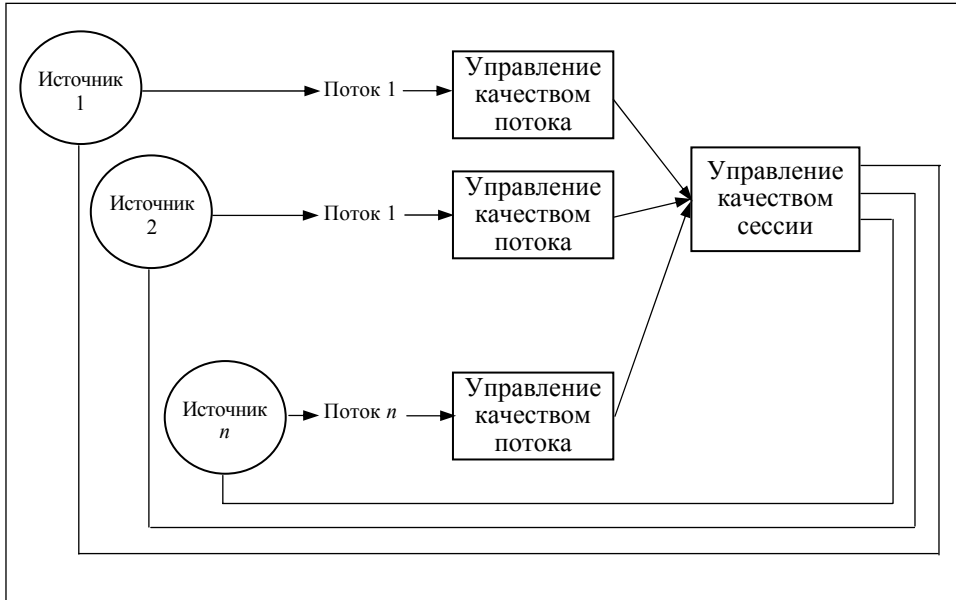 Источник
1
Поток 1
Управление
качеством
потока
Источник
2
Поток 1
Управление
качеством
потока
Управление
качеством
сессии
Источник
n
Поток n
Управление
качеством
потока